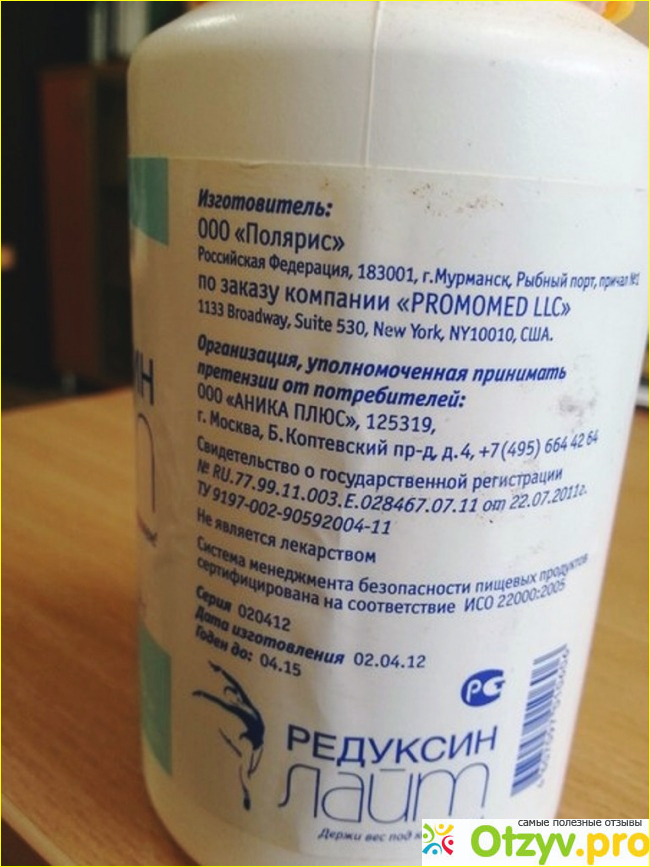 Изготовитель:
ООО «Полярис»
Российская Федерация, 183001, г.Мурманск, Рыбный порт, причал №1
по заказу компании «PROMOMED LLC»
1133 Broadway, Suite 530, New York, NY10010, США.
Организация, уполномоченная принимать
претензии от потребителей:
ООО «АНИКА ПЛЮС», 125319,
г. Москва, Б.Коптевский пр-д, д.4, +7(495) 664 42 64
Свидетельство о государственной регистрации
№ RU.77.99.11.003.Е.028467.07.11 от 22.07.2011г.
ТУ 9197-002-90592004-11
Не является лекарством
Система менеджмента безопасности пищевых продуктов
сертифицирована на соответствие ИСО 22000:2005
Серия 020412
Дата изготовления 02.04.12
Годен до: 04.15
РСТ
РЕДУКСИН
Лайт
Держи вес под
самые полезные отзывы
Otzyv.pro